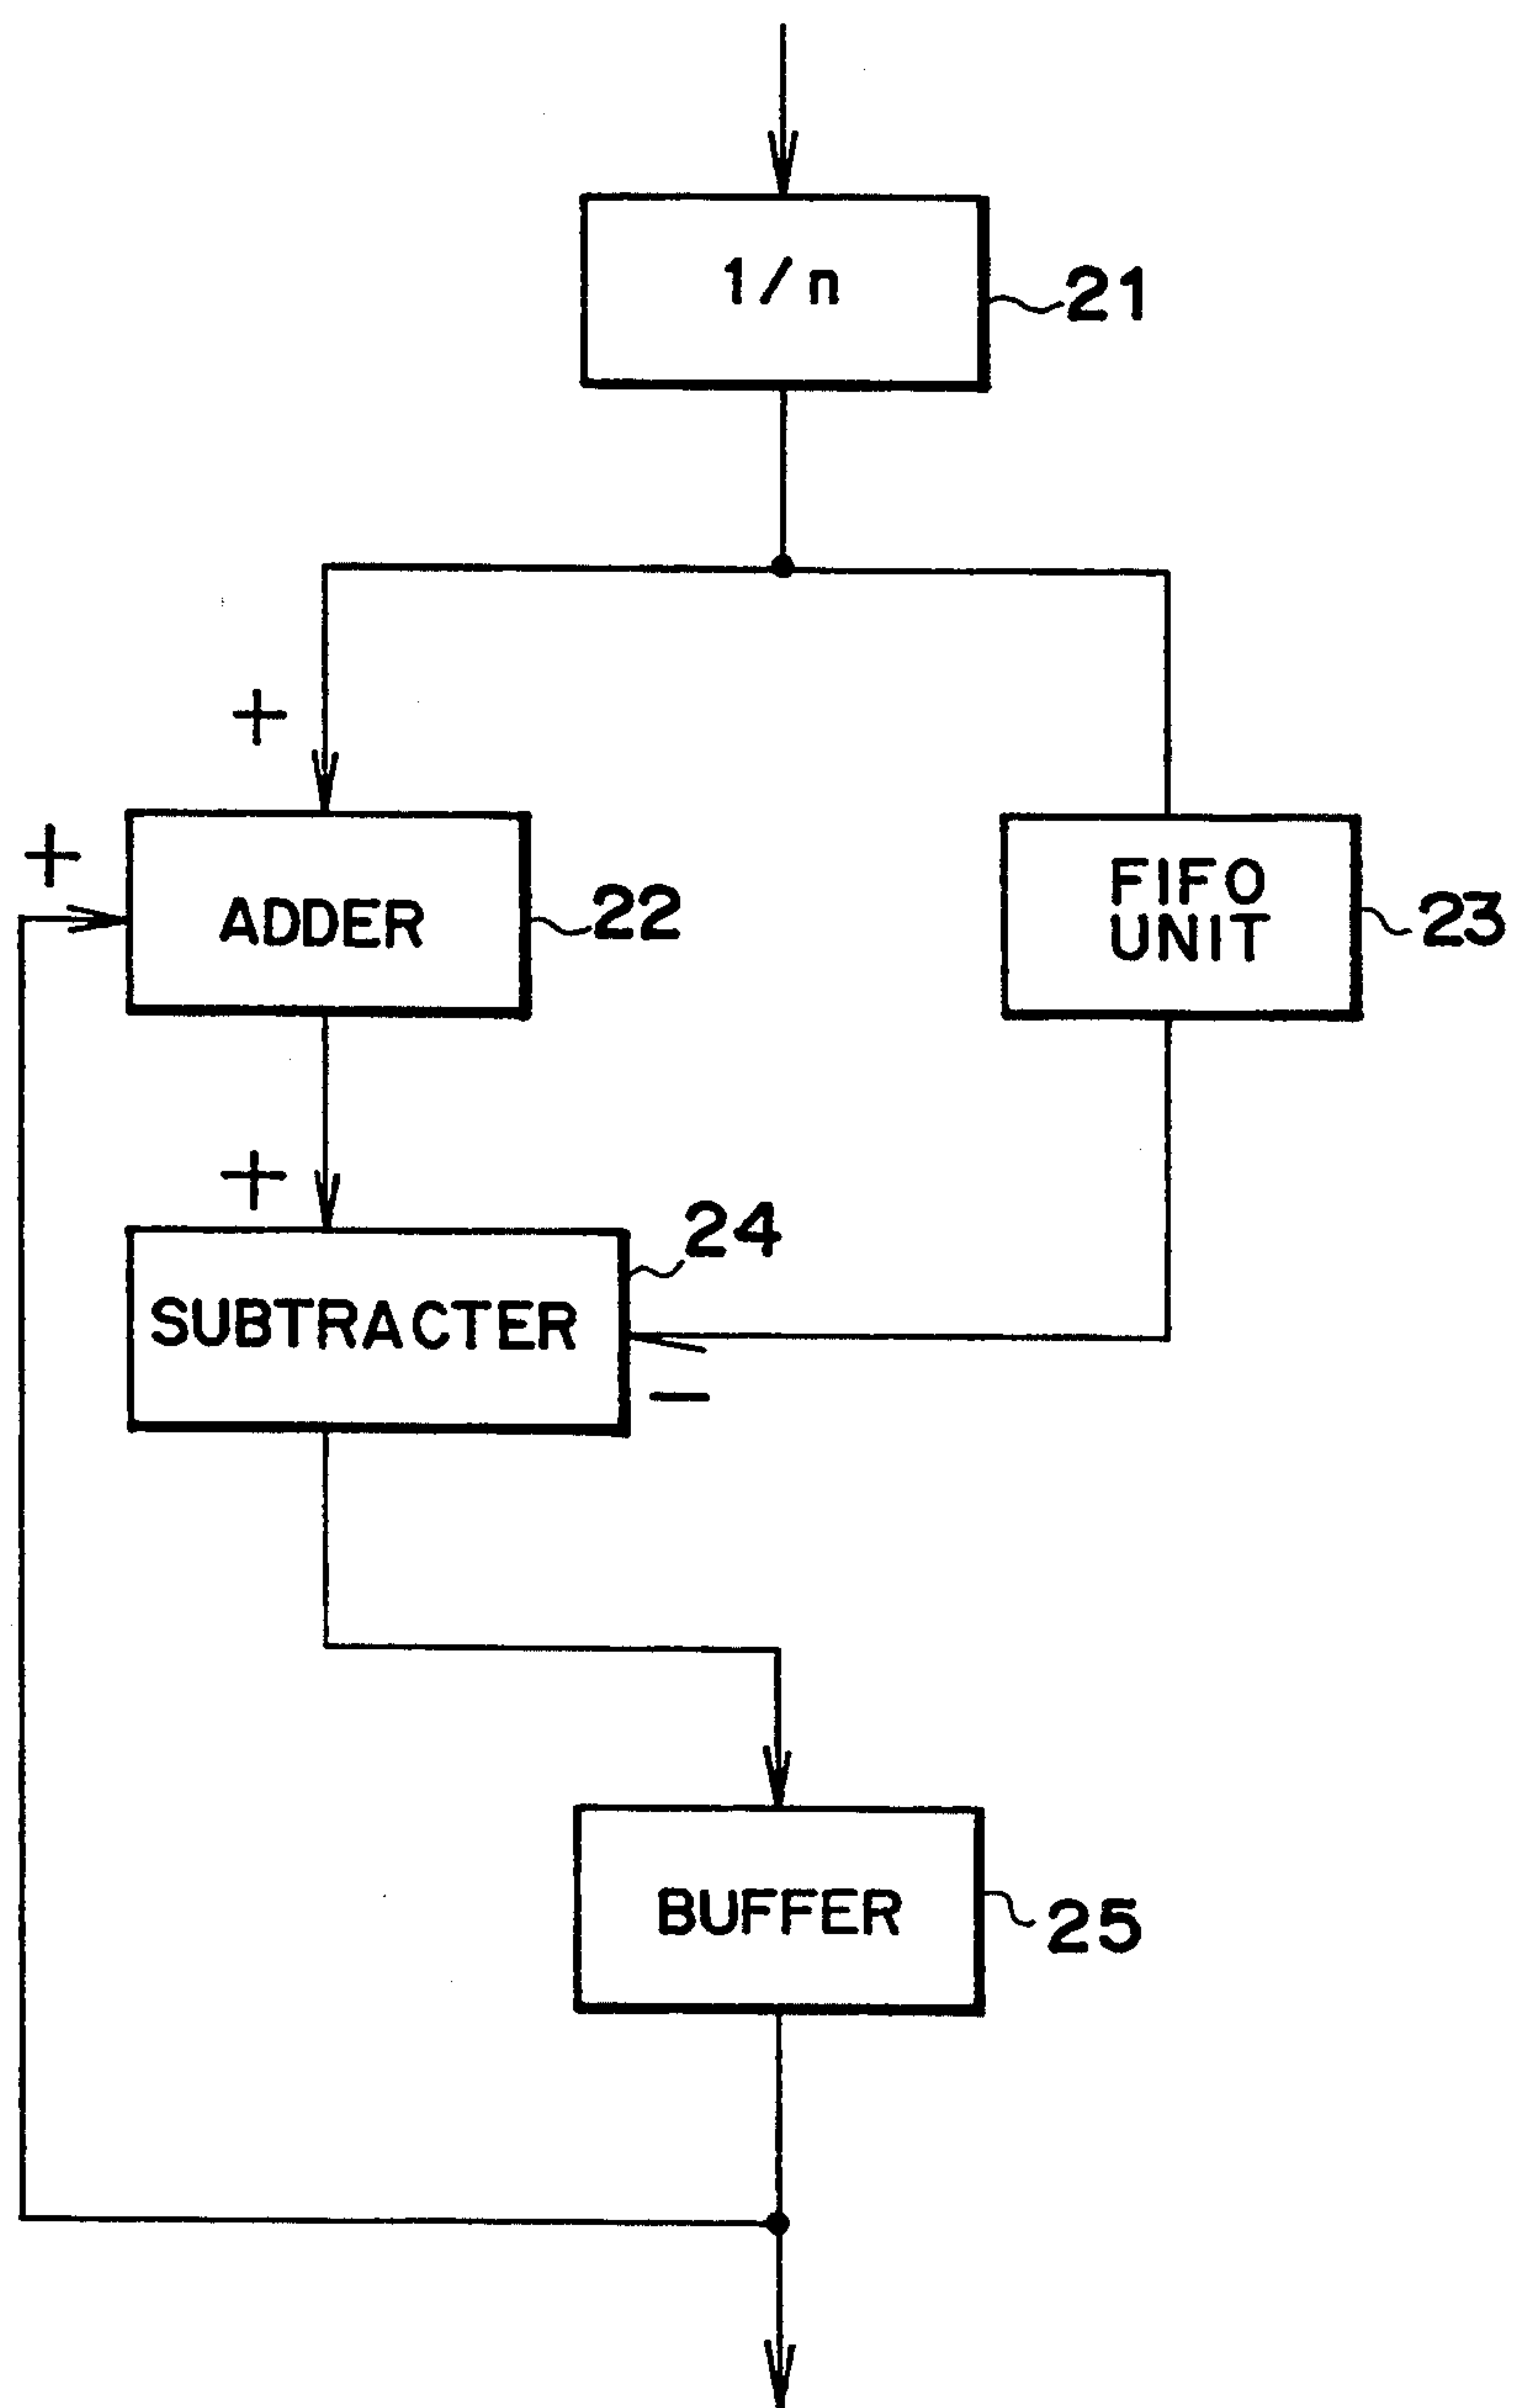 1/n
21
+
+
ADDER
22
FIFO
UNIT
23
+
24
SUBTRACTER
−
BUFFER
25